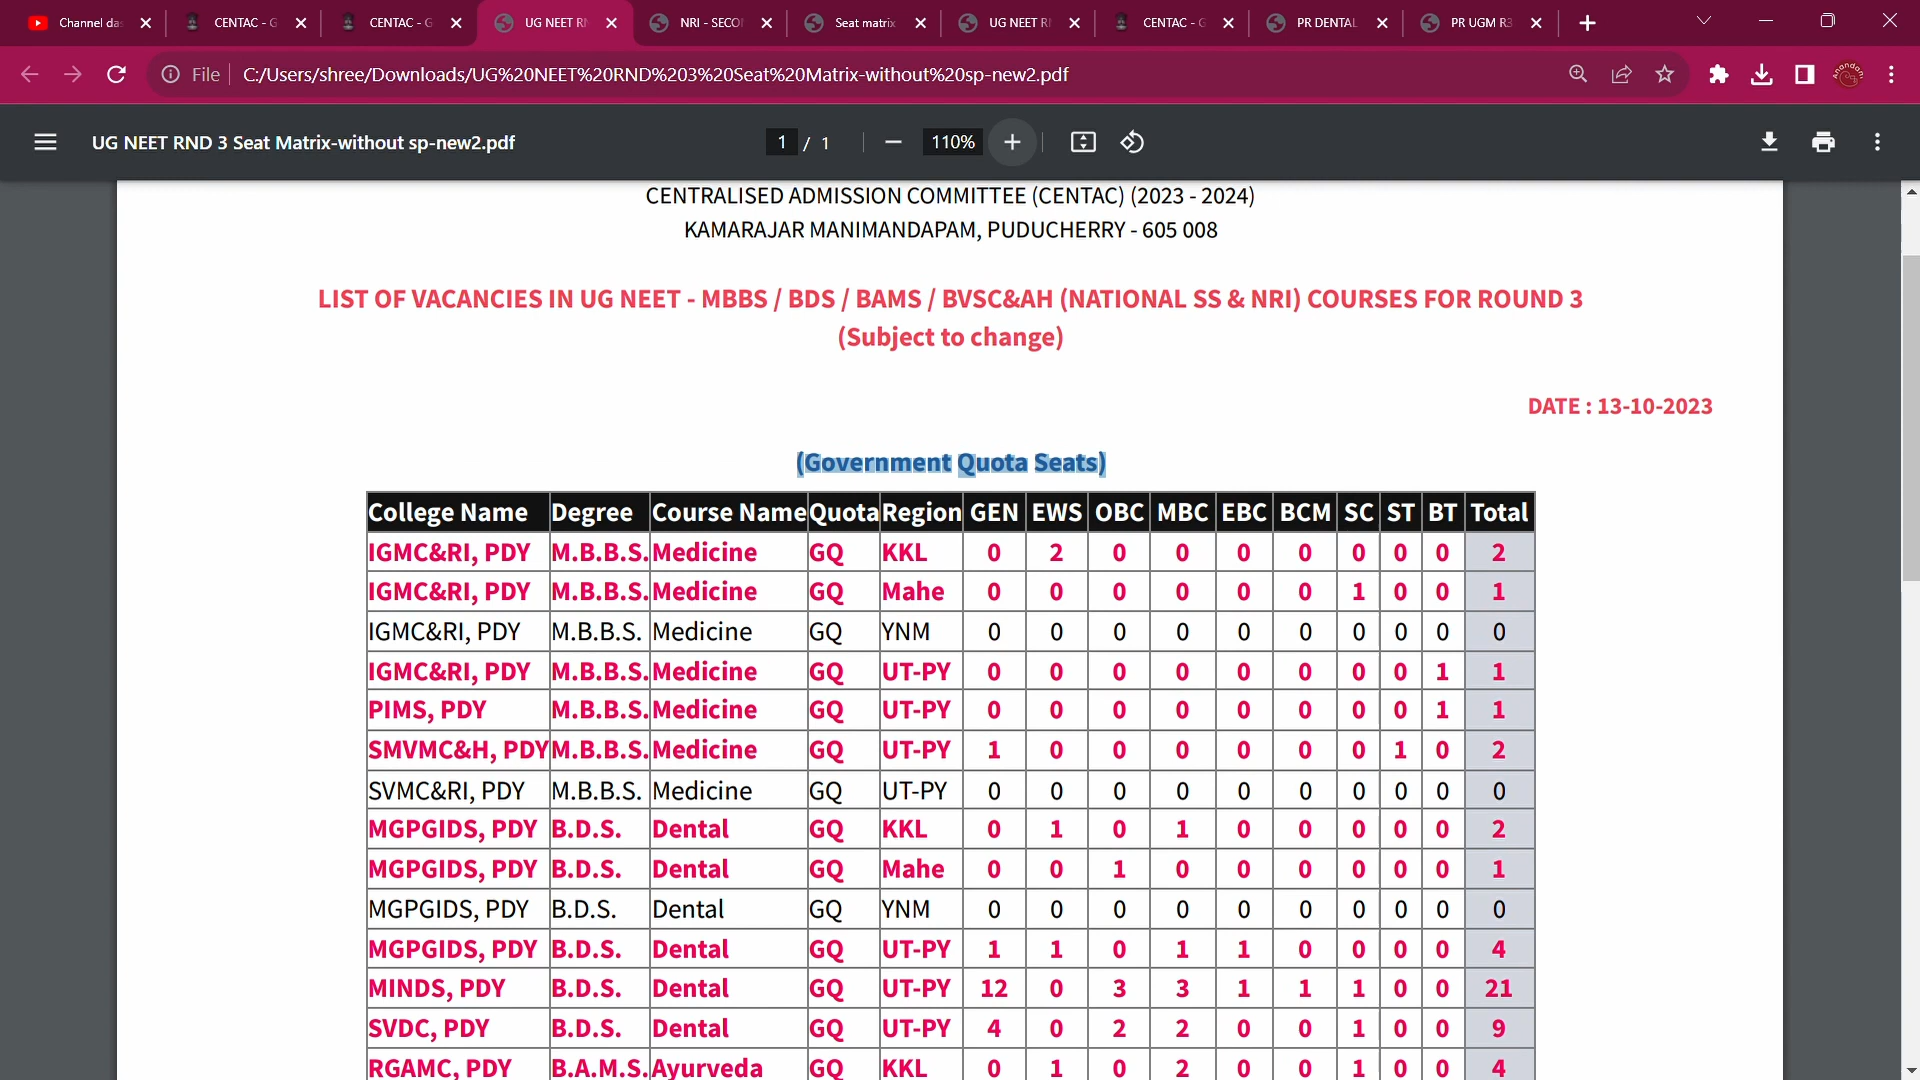 Channel da
CENTAC - G
CENTAC - G
UG NEET R
NRI - SECO
Seat matrix
UG NEET R
CENTAC - G
PR DENTAL
PR UGM R3
File
C:/Users/shree/Downloads/UG%20NEET%20RND%203%20Seat%20Matrix-without%20sp-new2.pdf
UG NEET RND 3 Seat Matrix-without sp-new2.pdf
1 / 1
110%
CENTRALISED ADMISSION COMMITTEE (CENTAC) (2023 - 2024)
KAMARAJAR MANIMANDAPAM, PUDUCHERRY - 605 008
LIST OF VACANCIES IN UG NEET - MBBS / BDS / BAMS / BVSC&AH (NATIONAL SS & NRI) COURSES FOR ROUND 3
(Subject to change)
DATE : 13-10-2023
(Government Quota Seats)
College Name Degree Course Name Quota Region GEN EWS OBC MBC EBC BCM SC ST BT Total
IGMC&RI, PDY M.B.B.S. Medicine GQ KKL 0 2 0 0 0 0 0 0 0 2
IGMC&RI, PDY M.B.B.S. Medicine GQ Mahe 0 0 0 0 0 0 1 0 0 1
IGMC&RI, PDY M.B.B.S. Medicine GQ YNM 0 0 0 0 0 0 0 0 0 0
IGMC&RI, PDY M.B.B.S. Medicine GQ UT-PY 0 0 0 0 0 0 0 0 1 1
PIMS, PDY M.B.B.S. Medicine GQ UT-PY 0 0 0 0 0 0 0 0 1 1
SMVMC&H, PDY M.B.B.S. Medicine GQ UT-PY 1 0 0 0 0 0 0 1 0 2
SVMC&RI, PDY M.B.B.S. Medicine GQ UT-PY 0 0 0 0 0 0 0 0 0 0
MGPGIDS, PDY B.D.S. Dental GQ KKL 0 1 0 1 0 0 0 0 0 2
MGPGIDS, PDY B.D.S. Dental GQ Mahe 0 0 1 0 0 0 0 0 0 1
MGPGIDS, PDY B.D.S. Dental GQ YNM 0 0 0 0 0 0 0 0 0 0
MGPGIDS, PDY B.D.S. Dental GQ UT-PY 1 1 0 1 1 0 0 0 0 4
MINDS, PDY B.D.S. Dental GQ UT-PY 12 0 3 3 1 1 1 0 0 21
SVDC, PDY B.D.S. Dental GQ UT-PY 4 0 2 2 0 0 1 0 0 9
RGAMC, PDY B.A.M.S. Ayurveda GQ KKL 0 1 0 2 0 0 1 0 0 4